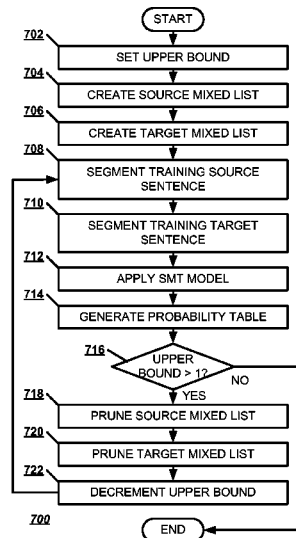 START
702
SET UPPER BOUND
704
CREATE SOURCE MIXED LIST
706
CREATE TARGET MIXED LIST
708
SEGMENT TRAINING SOURCE
SENTENCE
710
SEGMENT TRAINING TARGET
SENTENCE
712
APPLY SMT MODEL
714
GENERATE PROBABILITY TABLE
716
UPPER
BOUND > 1?
NO
YES
718
PRUNE SOURCE MIXED LIST
720
PRUNE TARGET MIXED LIST
722
DECREMENT UPPER BOUND
700
END